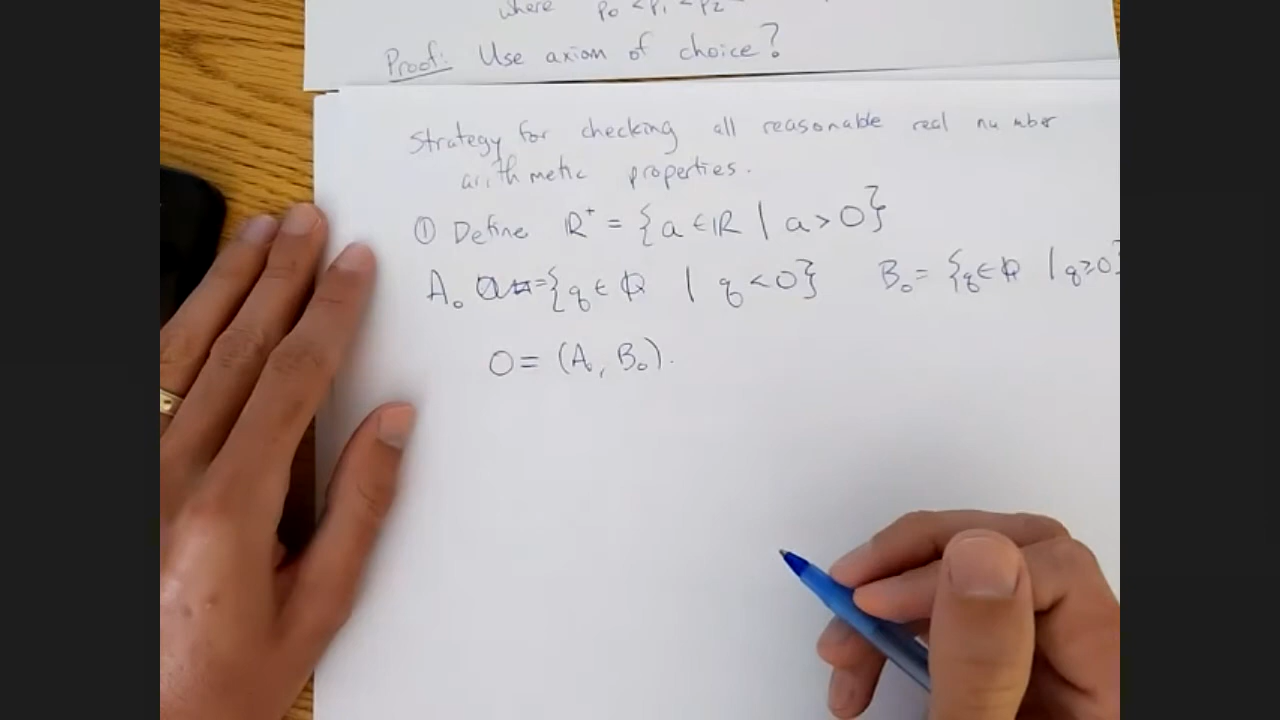 where p₀ < p₁ < p₂
Proof: Use axiom of choice?
Strategy for checking all reasonable real number
arithmetic properties.
① Define ℝ⁺ = {a ∈ ℝ | a > 0}
A₀ = {q ∈ ℚ | q < 0} B₀ = {q ∈ ℚ | q ≥ 0}
0 = (A₀, B₀).